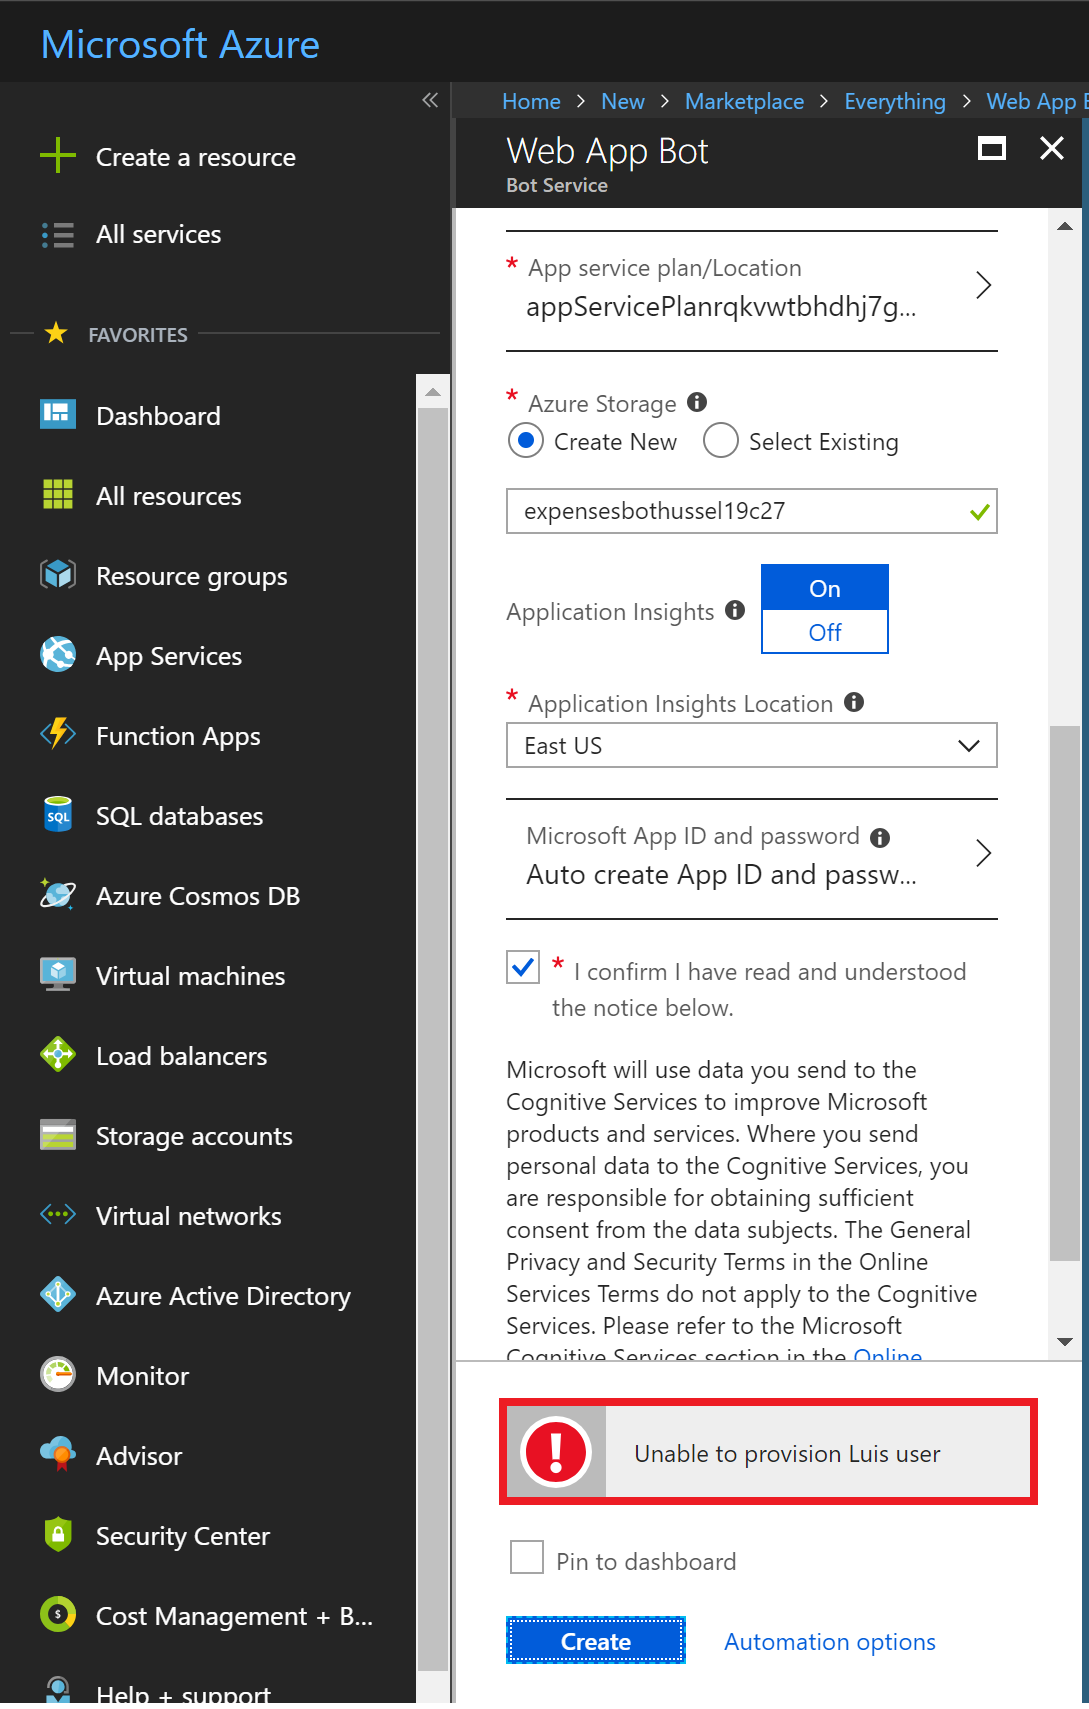 Microsoft Azure
Home > New > Marketplace > Everything > Web App
Create a resource
All services
FAVORITES
Dashboard
All resources
Resource groups
App Services
Function Apps
SQL databases
Azure Cosmos DB
Virtual machines
Load balancers
Storage accounts
Virtual networks
Azure Active Directory
Monitor
Advisor
Security Center
Cost Management + B...
Help + support
Web App Bot
Bot Service
* App service plan/Location
appServicePlanrqkvwtbhdhj7g...
* Azure Storage
Create New Select Existing
expensesbothussel19c27
Application Insights On
Off
* Application Insights Location
East US
Microsoft App ID and password
Auto create App ID and passw...
* I confirm I have read and understood
the notice below.
Microsoft will use data you send to the
Cognitive Services to improve Microsoft
products and services. Where you send
personal data to the Cognitive Services, you
are responsible for obtaining sufficient
consent from the data subjects. The General
Privacy and Security Terms in the Online
Services Terms do not apply to the Cognitive
Services. Please refer to the Microsoft
Cognitive Services section in the Online
Unable to provision Luis user
Pin to dashboard
Create Automation options